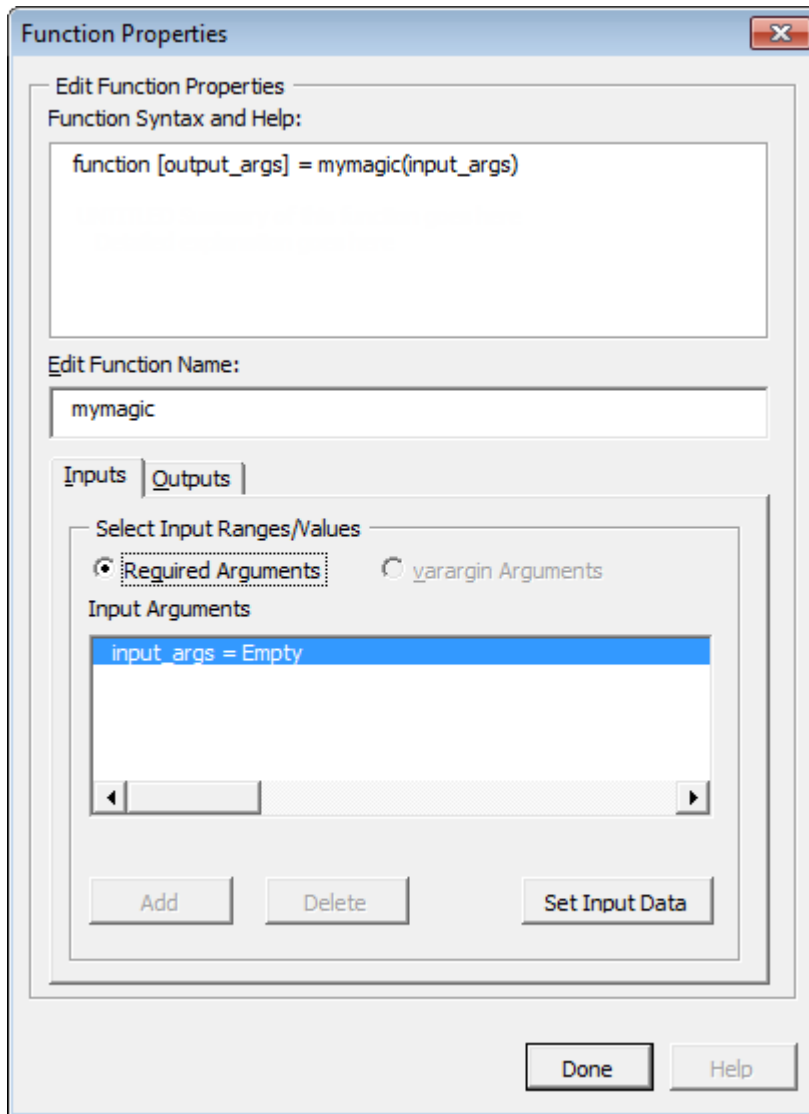 Function Properties
Edit Function Properties
Function Syntax and Help:
function [output_args] = mymagic(input_args)
Edit Function Name:
mymagic
Inputs Outputs
Select Input Ranges/Values
Required Arguments varargin Arguments
Input Arguments
input_args = Empty
Add Delete Set Input Data
Done Help